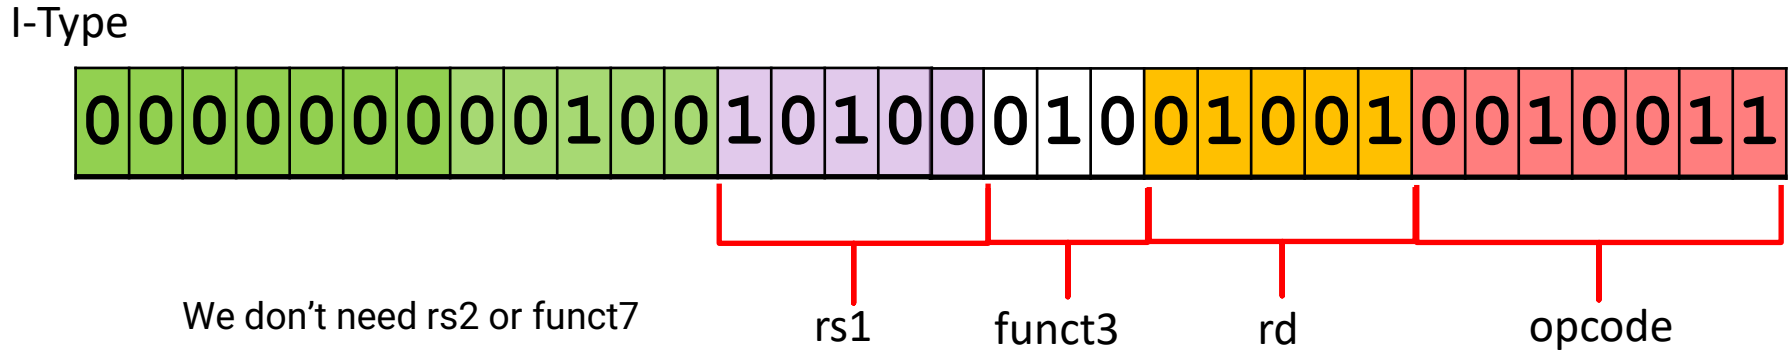 I-Type
00000000010010100010010010010011
We don't need rs2 or funct7
rs1
funct3
rd
opcode